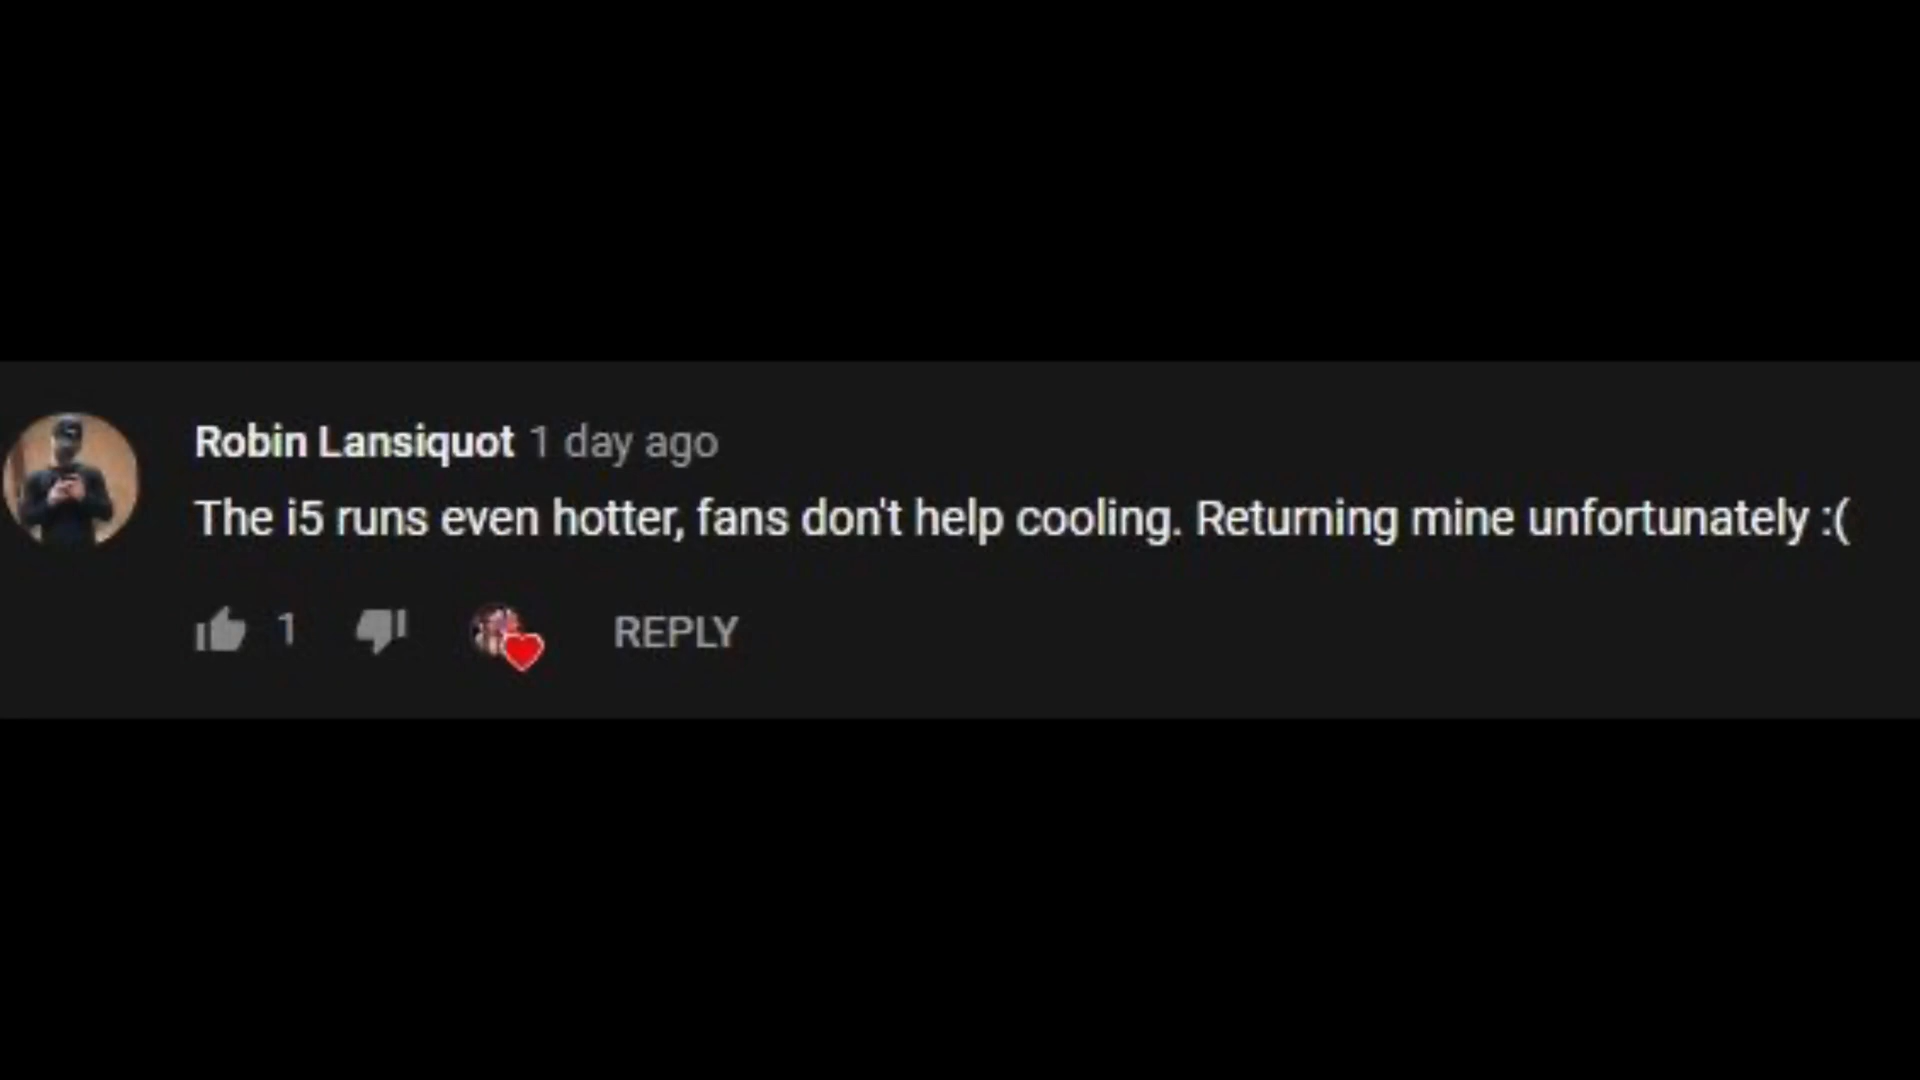 Robin Lansiquot 1 day ago
The i5 runs even hotter, fans don't help cooling. Returning mine unfortunately :(
1 REPLY